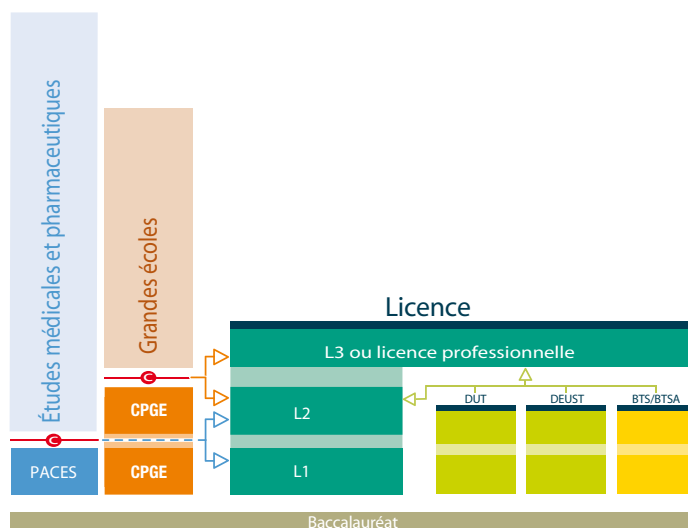 Études médicales et pharmaceutiques
Grandes écoles
Licence
L3 ou licence professionnelle
C
CPGE
L2
DUT
DEUST
BTS/BTSA
C
PACES
CPGE
L1
Baccalauréat